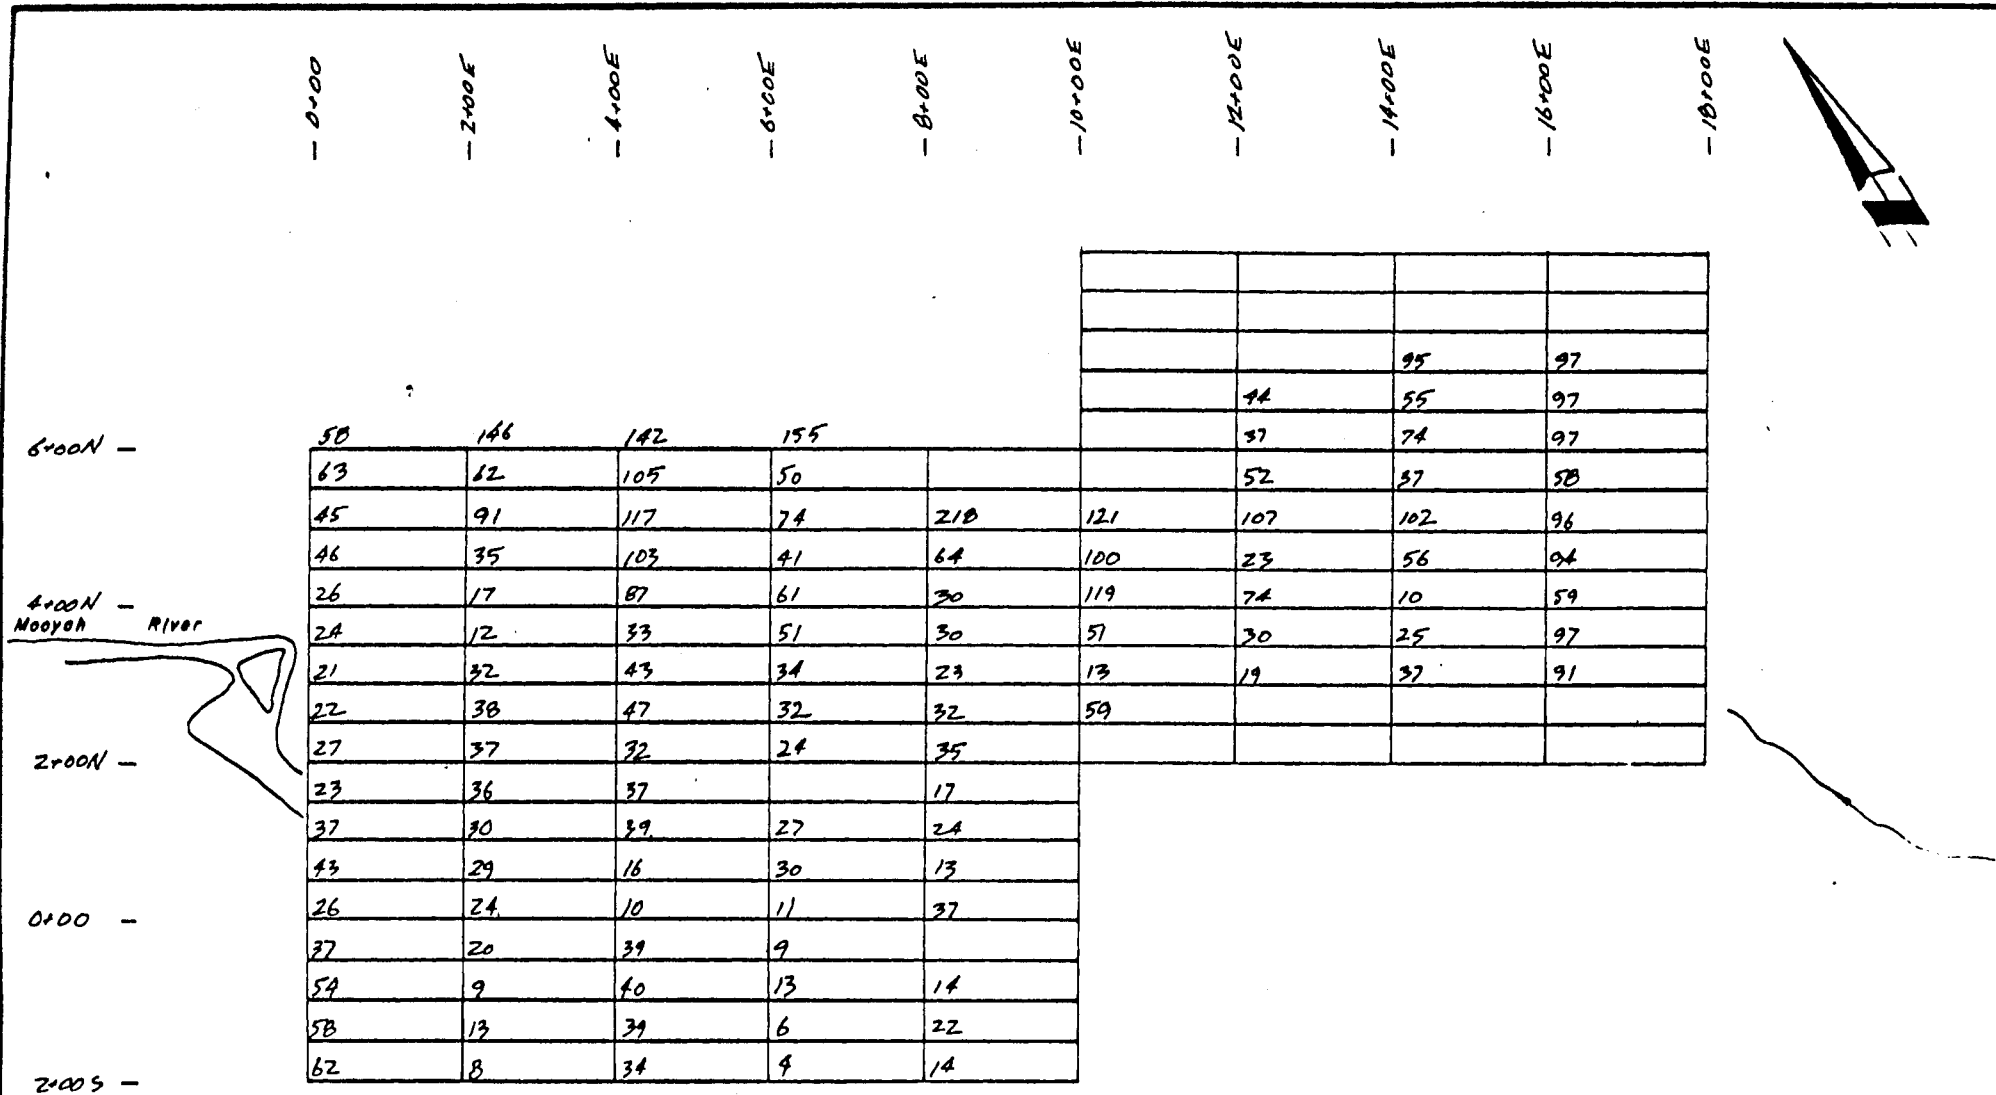 0+00 2+00E 4+00E 6+00E 8+00E 10+00E 12+00E 14+00E 16+00E 18+00E
95 97
44 55 97
6+00N 58 146 142 155 37 74 97
63 62 105 50 52 37 58
45 91 117 74 218 121 107 102 96
46 35 103 41 64 100 23 56 94
4+00N 26 17 87 61 30 119 74 10 59
Mooyah River
24 12 33 51 30 51 30 25 97
21 32 43 34 23 13 19 37 91
22 38 47 32 32 59
2+00N 27 37 32 24 35
23 36 37 17
37 30 39 27 24
43 29 16 30 13
0+00 26 24 10 11 37
37 20 39 9
54 9 40 13 14
58 13 39 6 22
2+00S 62 8 34 4 14